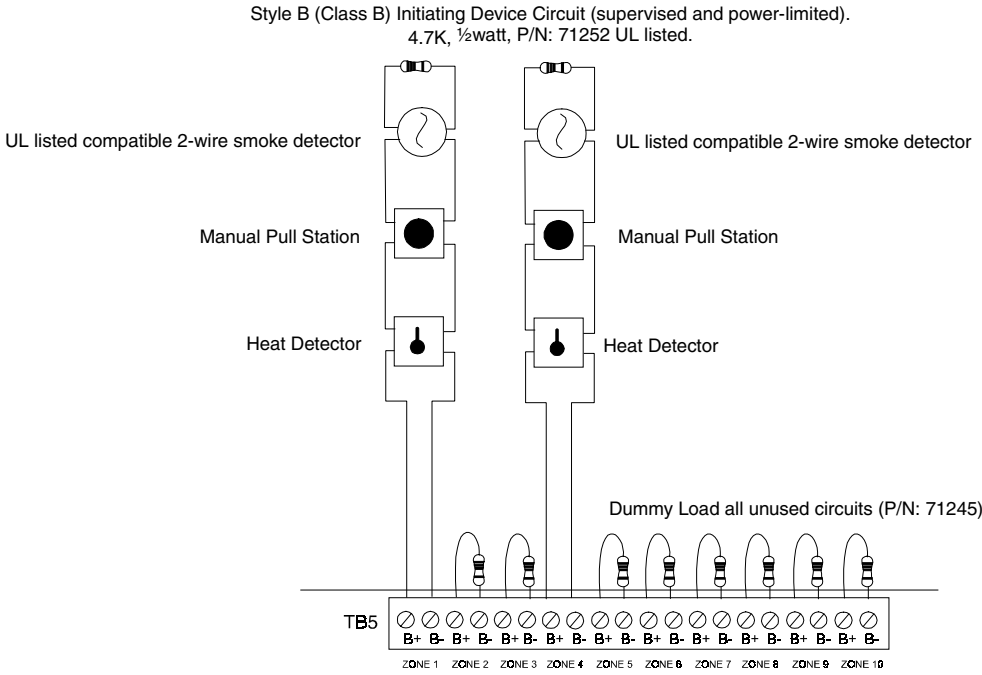 Style B (Class B) Initiating Device Circuit (supervised and power-limited).
4.7K, ½watt, P/N: 71252 UL listed.
UL listed compatible 2-wire smoke detector
UL listed compatible 2-wire smoke detector
Manual Pull Station
Manual Pull Station
Heat Detector
Heat Detector
Dummy Load all unused circuits (P/N: 71245)
TB5
B+ B- B+ B- B+ B- B+ B- B+ B- B+ B- B+ B- B+ B- B+ B- B+ B-
ZONE 1 ZONE 2 ZONE 3 ZONE 4 ZONE 5 ZONE 6 ZONE 7 ZONE 8 ZONE 9 ZONE 10